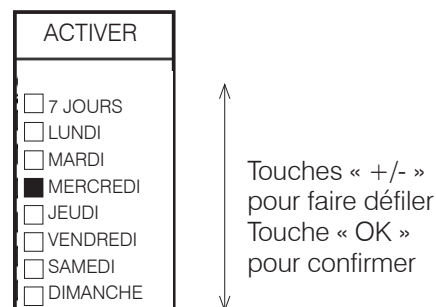 ACTIVER
7 JOURS
LUNDI
MARDI
MERCREDI
JEUDI
VENDREDI
SAMEDI
DIMANCHE
Touches « +/- »
pour faire défiler
Touche « OK »
pour confirmer